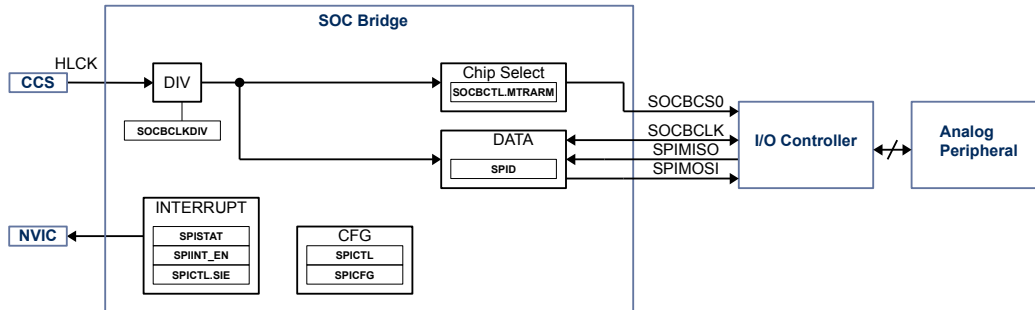 SOC Bridge
HLCK
CCS
DIV
SOCBCLKDIV
Chip Select
SOCBCTL.MTRARM
DATA
SPID
SOCBCS0
SOCBCLK
SPIMISO
SPIMOSI
I/O Controller
Analog
Peripheral
NVIC
INTERRUPT
SPISTAT
SPIINT_EN
SPICTL.SIE
CFG
SPICTL
SPICFG